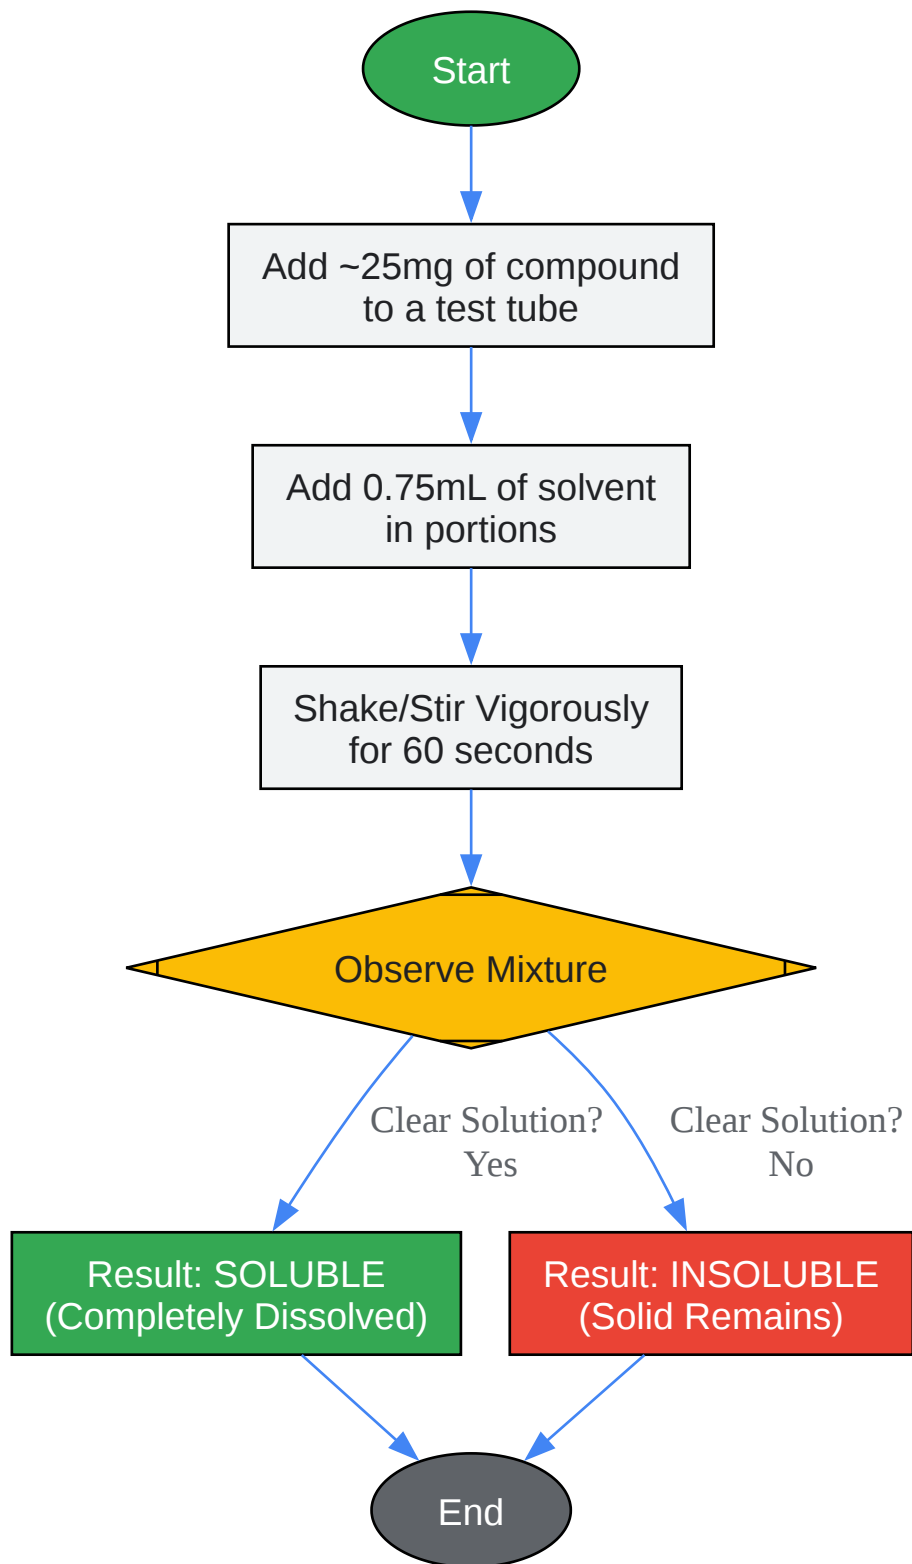 Start
Add ~25mg of compound
to a test tube
Add 0.75mL of solvent
in portions
Shake/Stir Vigorously
for 60 seconds
Observe Mixture
Clear Solution?
Yes
Clear Solution?
No
Result: SOLUBLE
(Completely Dissolved)
Result: INSOLUBLE
(Solid Remains)
End